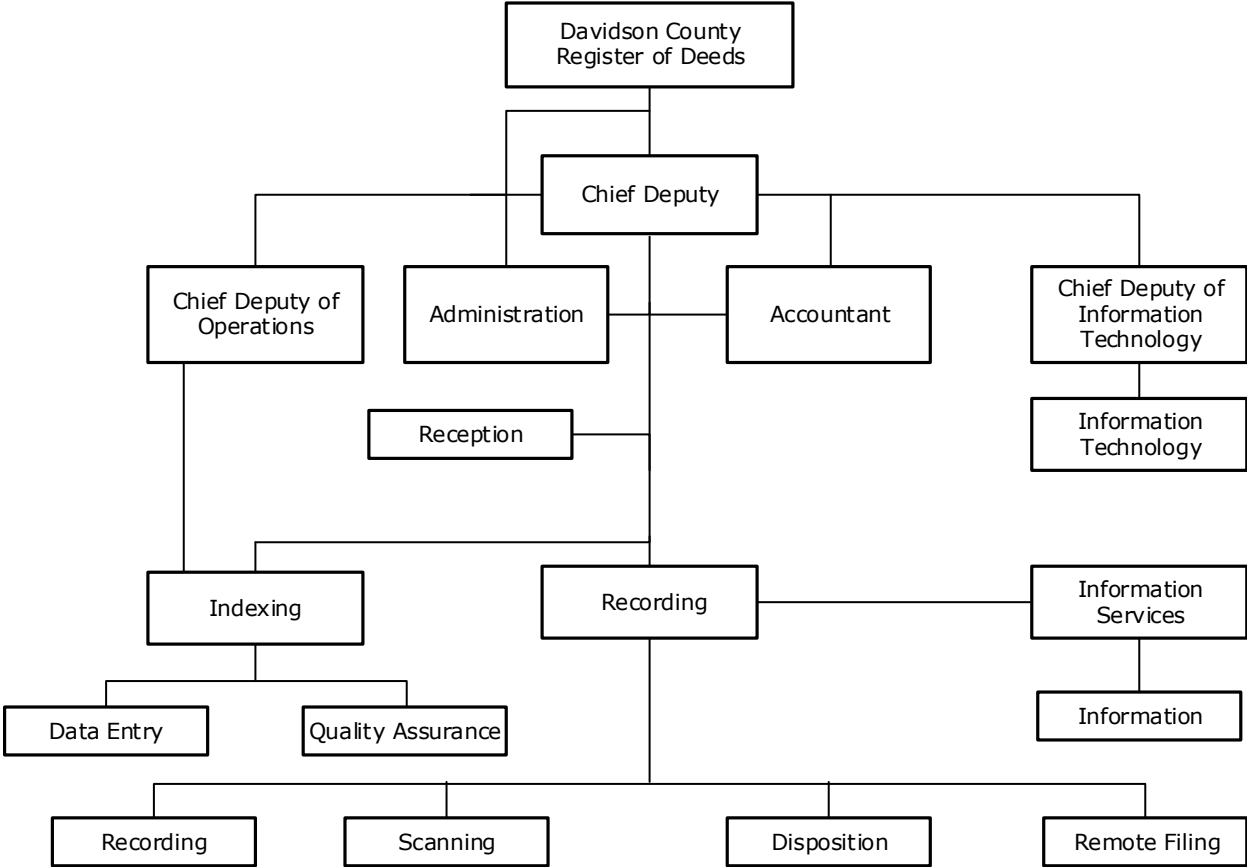 Davidson County
Register of Deeds
Chief Deputy
Chief Deputy of
Operations
Administration
Accountant
Chief Deputy of
Information
Technology
Reception
Information
Technology
Indexing
Recording
Information
Services
Data Entry
Quality Assurance
Information
Recording
Scanning
Disposition
Remote Filing